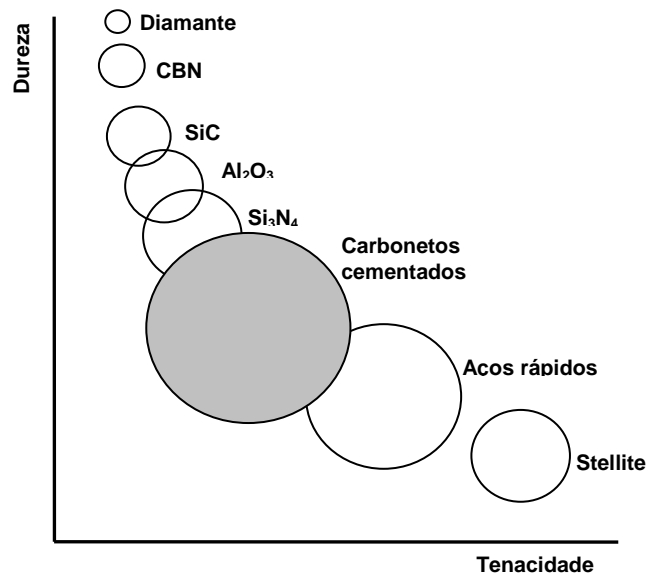 Diamante
Dureza
CBN
SiC
Al₂O₃
Si₃N₄
Carbonetos
cementados
Acos rápidos
Stellite
Tenacidade